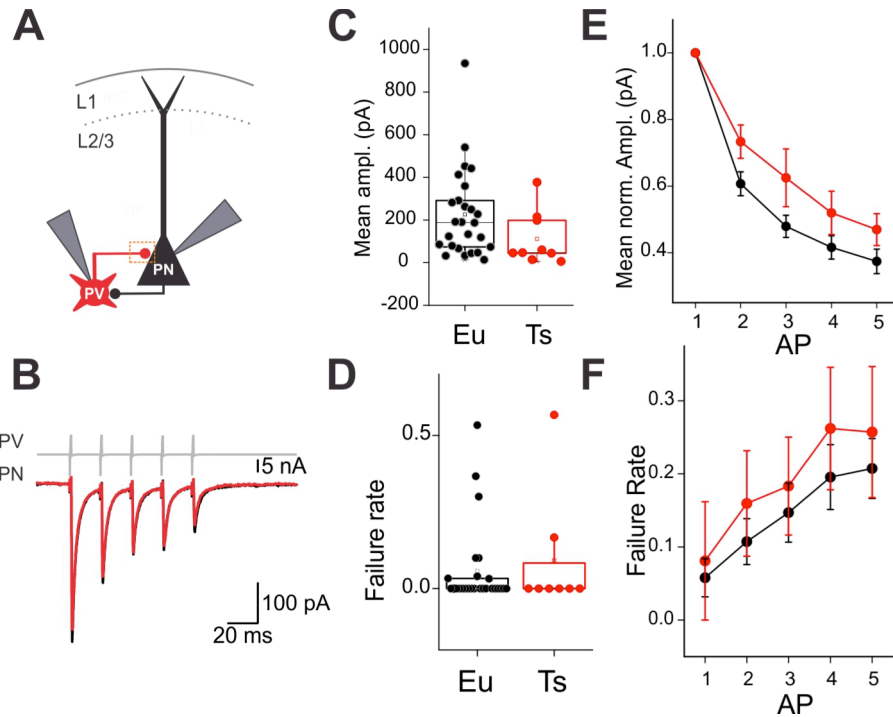 A
L1
L2/3
PN
PV
B
PV
PN
5 nA
100 pA
20 ms
C
Mean ampl. (pA)
1000
800
600
400
200
0
-200
Eu Ts
D
Failure rate
0.5
0.0
Eu Ts
E
Mean norm. Ampl. (pA)
1.0
0.8
0.6
0.4
1 2 3 4 5
AP
F
Failure Rate
0.3
0.2
0.1
0.0
1 2 3 4 5
AP